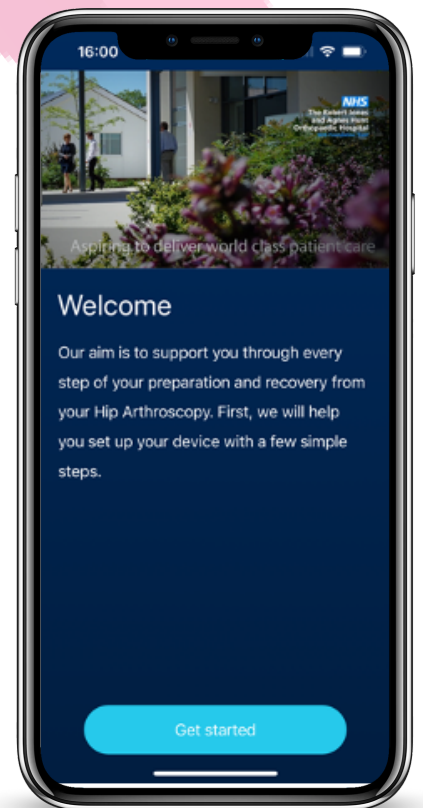 16:00
NHS
The Robert Jones
and Agnes Hunt
Orthopaedic Hospital
Aspiring to deliver world class patient care
Welcome
Our aim is to support you through every
step of your preparation and recovery from
your Hip Arthroscopy. First, we will help
you set up your device with a few simple
steps.
Get started